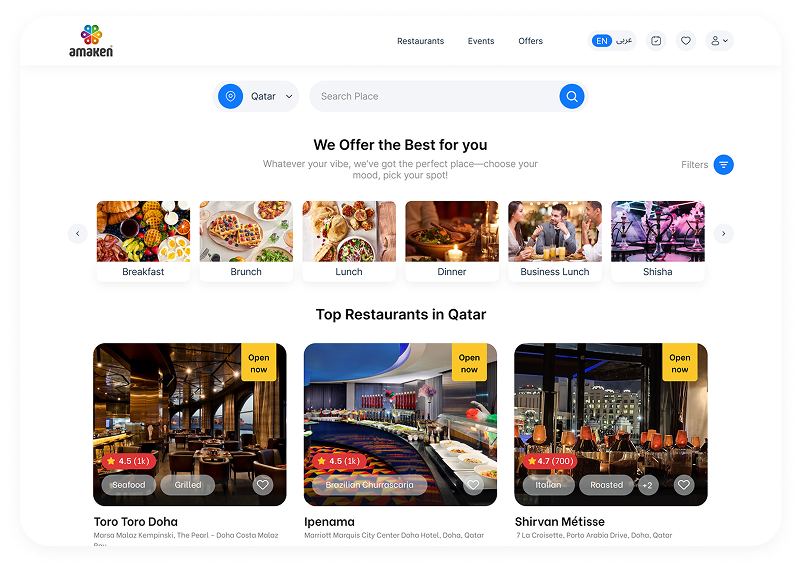 amaken
Restaurants
Events
Offers
EN
عربى
Qatar
Search Place
We Offer the Best for you
Whatever your vibe, we've got the perfect place—choose your
mood, pick your spot!
Filters
Breakfast
Brunch
Lunch
Dinner
Business Lunch
Shisha
Top Restaurants in Qatar
Open
now
4.5 (1k)
Seafood
Grilled
Toro Toro Doha
Marsa Malaz Kempinski, The Pearl – Doha Costa Malaz
Bay
Open
now
4.5 (1k)
Brazilian Churrascaria
Ipenama
Marriott Marquis City Center Doha Hotel, Doha, Qatar
Open
now
4.7 (700)
Italian
Roasted
+2
Shirvan Métisse
7 La Croisette, Porto Arabia Drive, Doha, Qatar